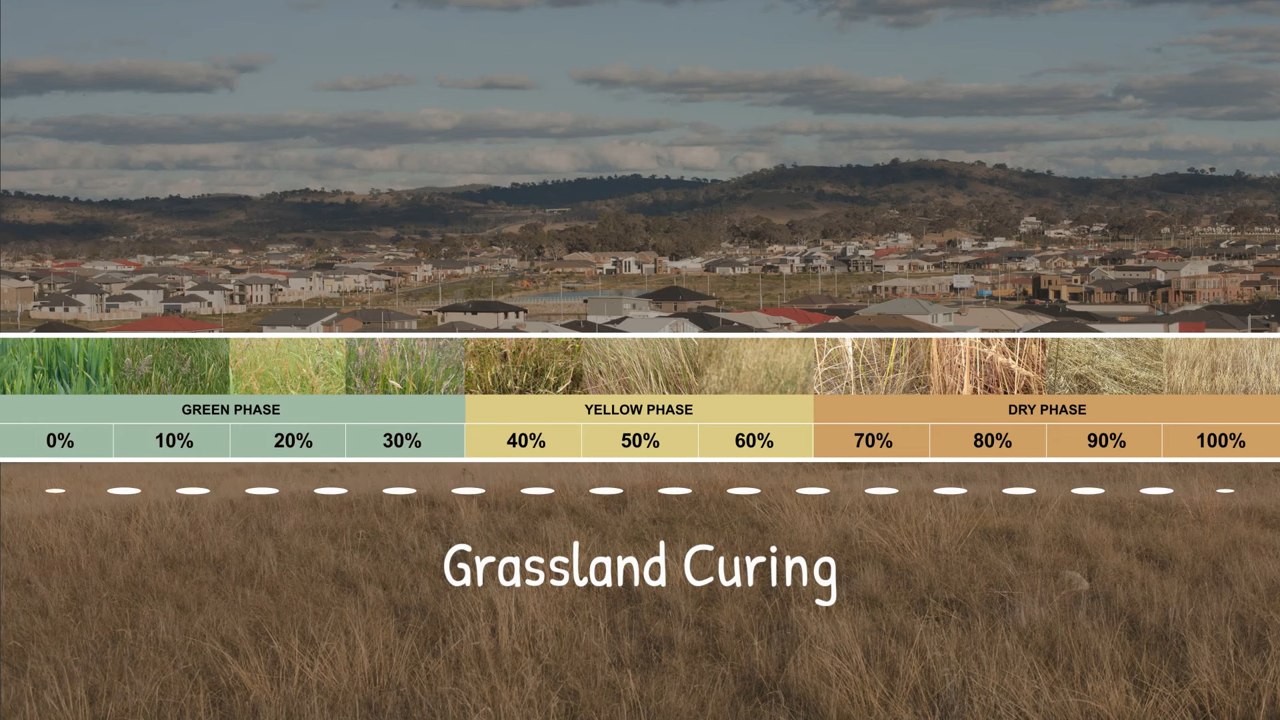 GREEN PHASE YELLOW PHASE DRY PHASE
0% 10% 20% 30% 40% 50% 60% 70% 80% 90% 100%
Grassland Curing